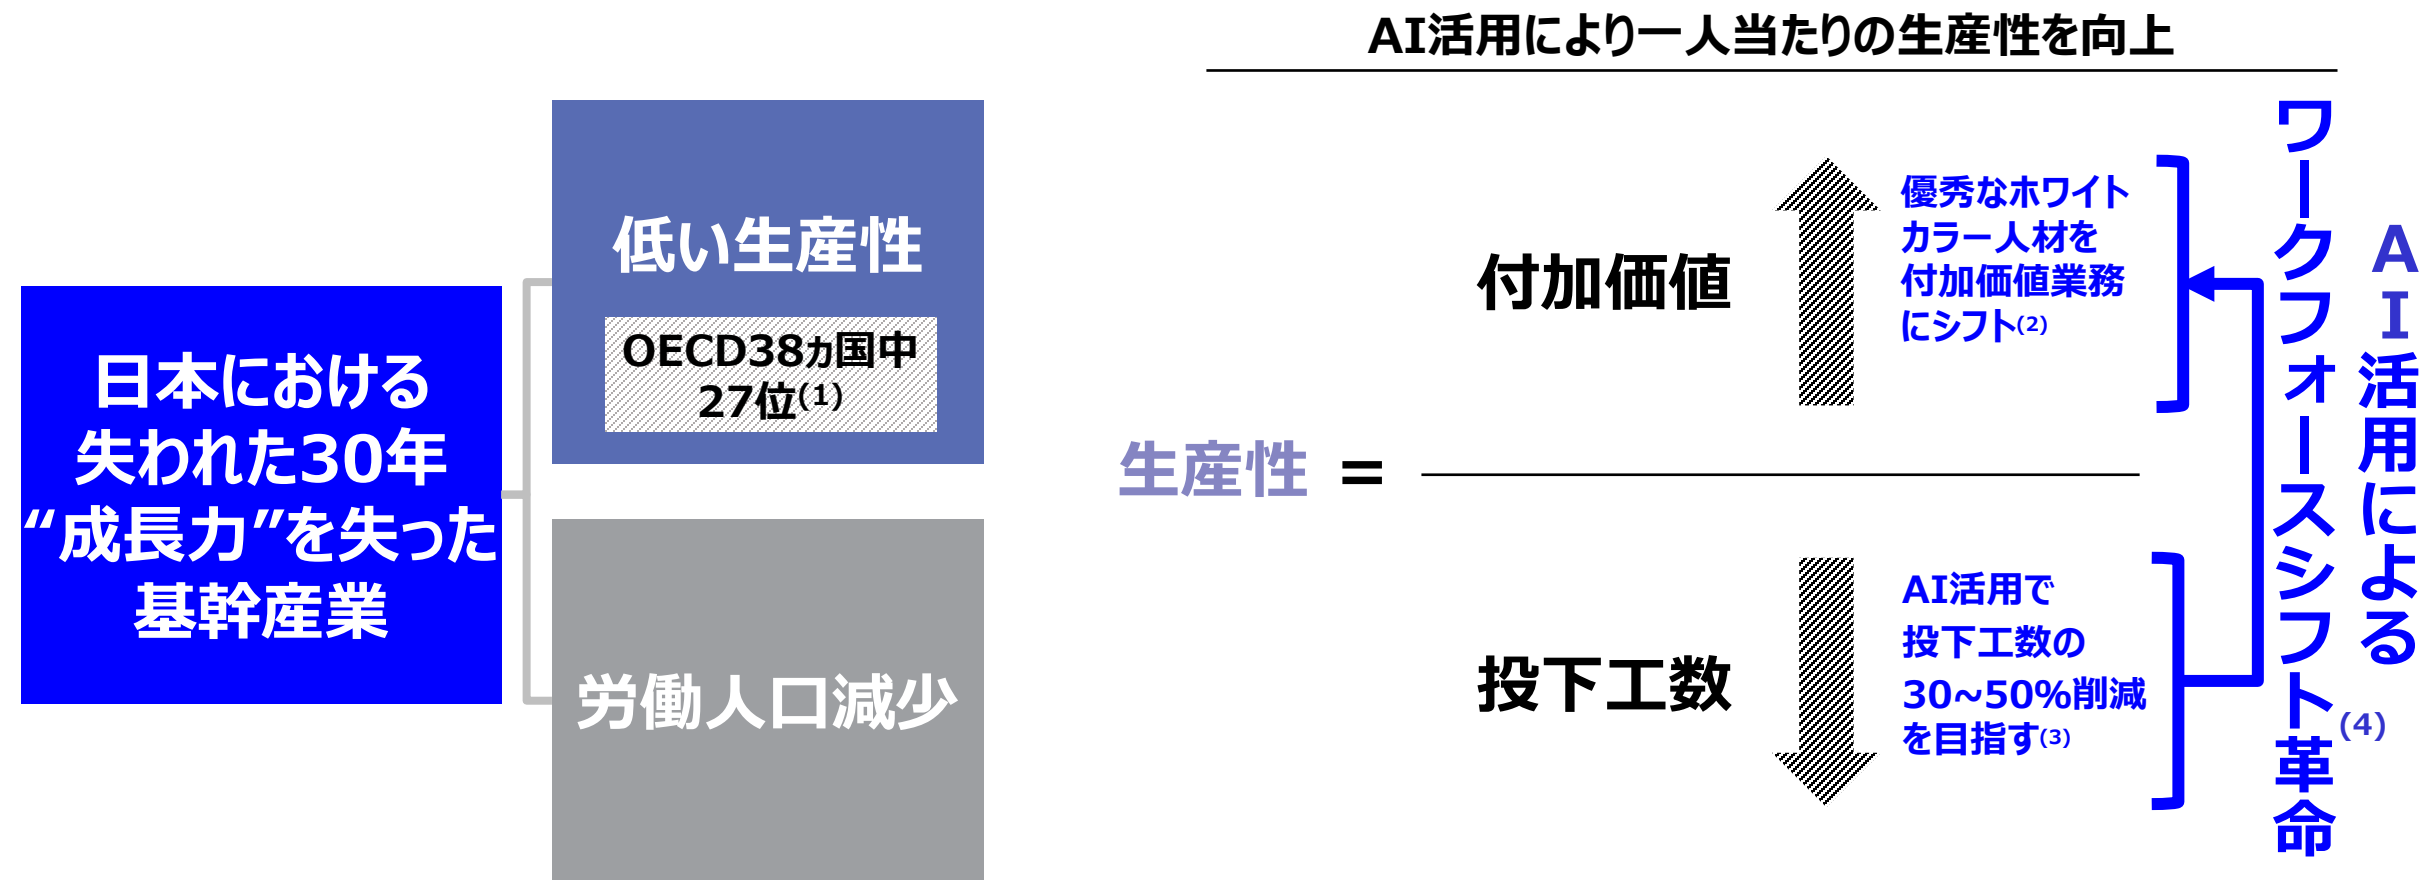 AI活用により一人当たりの生産性を向上
日本における
失われた30年
“成長力”を失った
基幹産業
低い生産性
OECD38ヵ国中
27位(1)
労働人口減少
生産性 =
付加価値
優秀なホワイト
カラー人材を
付加価値業務
にシフト(2)
投下工数
AI活用で
投下工数の
30~50%削減
を目指す(3)
AI活用による
ワークフォースシフト革命(4)